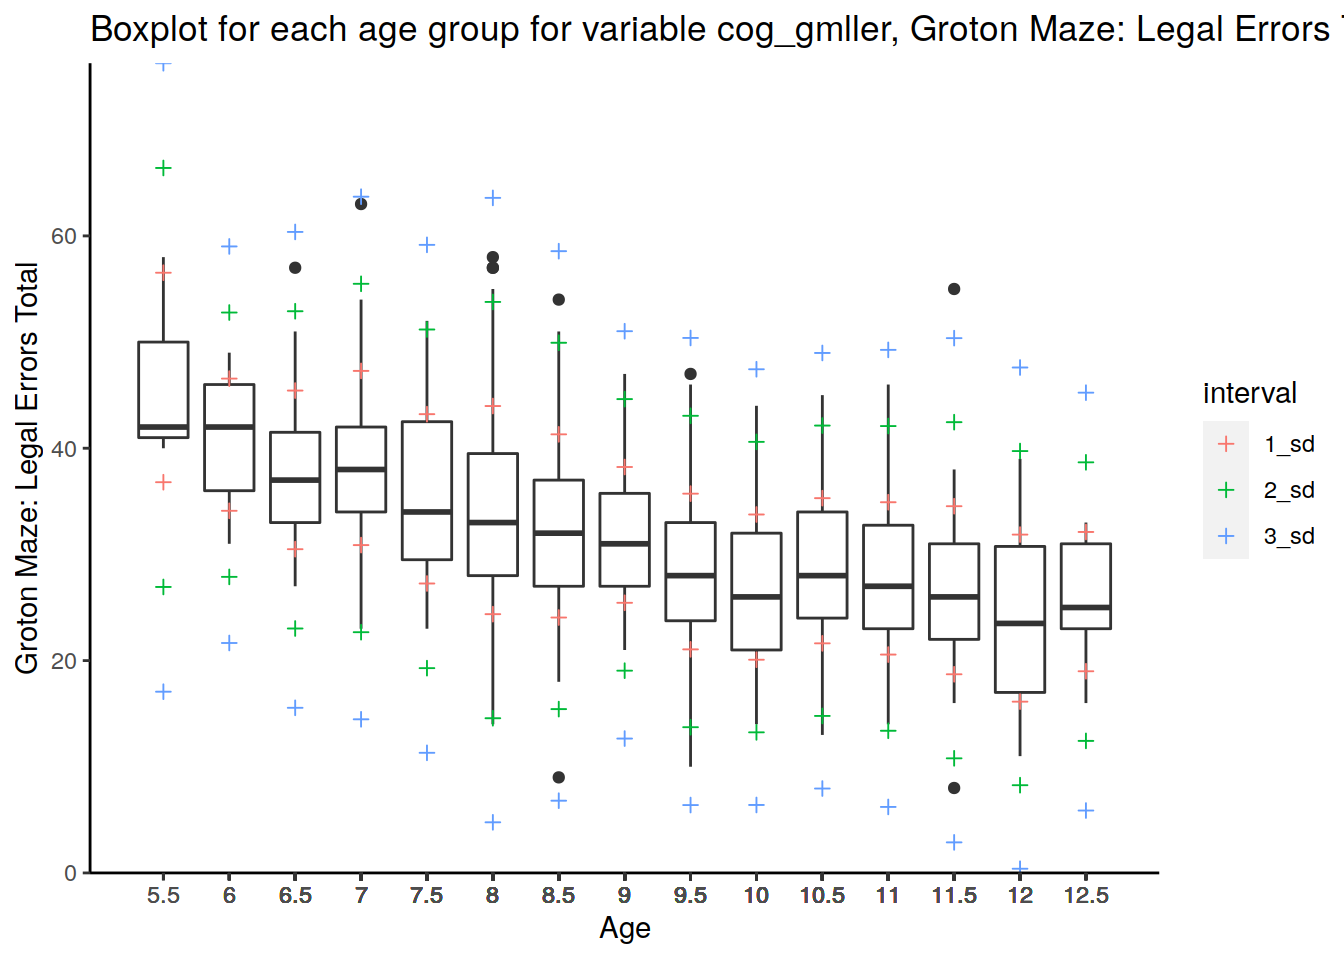 Boxplot for each age group for variable cog_gmller, Groton Maze: Legal Errors
Groton Maze: Legal Errors Total
60
40
20
0
5.5 6 6.5 7 7.5 8 8.5 9 9.5 10 10.5 11 11.5 12 12.5
Age
interval
1_sd
2_sd
3_sd